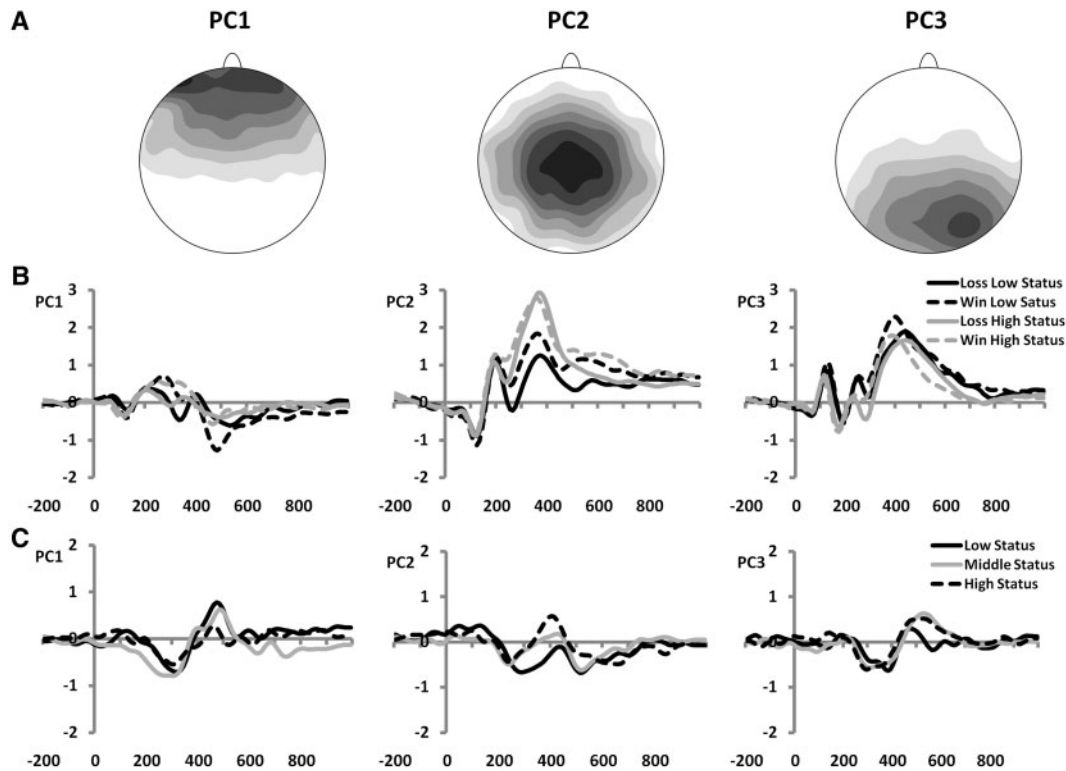 A PC1 PC2 PC3
B
PC1 3 2 1 0 -1 -2
PC2 3 2 1 0 -1 -2
PC3 3 2 1 0 -1 -2
Loss Low Status
Win Low Satus
Loss High Status
Win High Status
-200 0 200 400 600 800 -200 0 200 400 600 800 -200 0 200 400 600 800
C
PC1 2 1 0 -1 -2
PC2 2 1 0 -1 -2
PC3 2 1 0 -1 -2
Low Status
Middle Status
High Status
-200 0 200 400 600 800 -200 0 200 400 600 800 -200 0 200 400 600 800